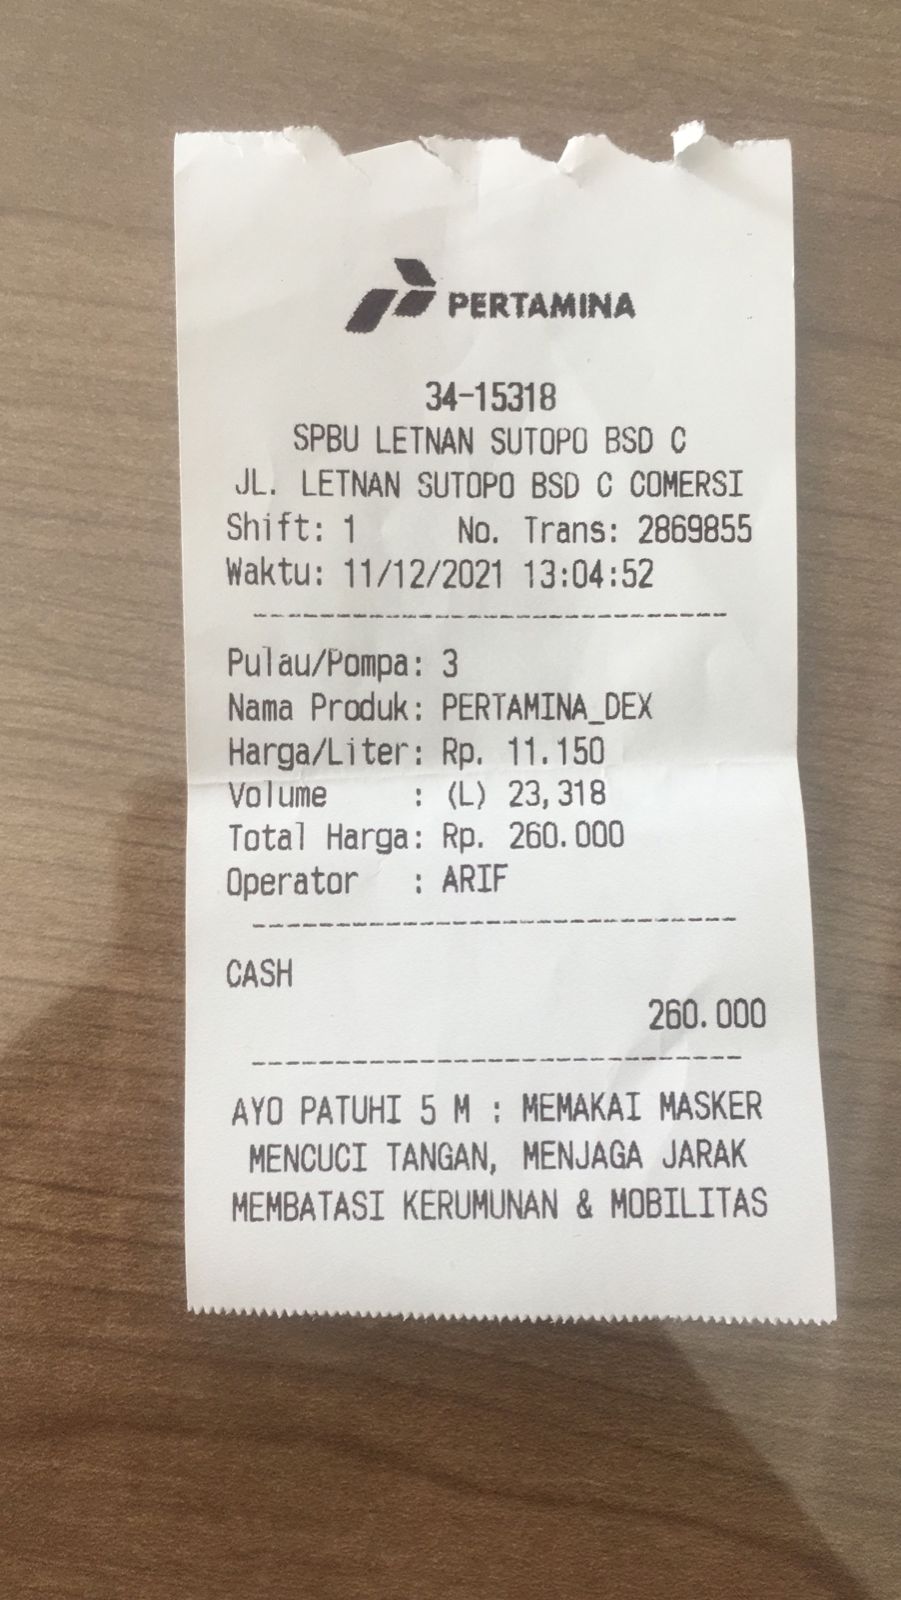 PERTAMINA
34-15318
SPBU LETNAN SUTOPO BSD C
JL. LETNAN SUTOPO BSD C COMERSI
Shift: 1 No. Trans: 2869855
Waktu: 11/12/2021 13:04:52
Pulau/Pompa: 3
Nama Produk: PERTAMINA_DEX
Harga/Liter: Rp. 11.150
Volume : (L) 23,318
Total Harga: Rp. 260.000
Operator : ARIF
CASH
260.000
AYO PATUHI 5 M : MEMAKAI MASKER
MENCUCI TANGAN, MENJAGA JARAK
MEMBATASI KERUMUNAN & MOBILITAS